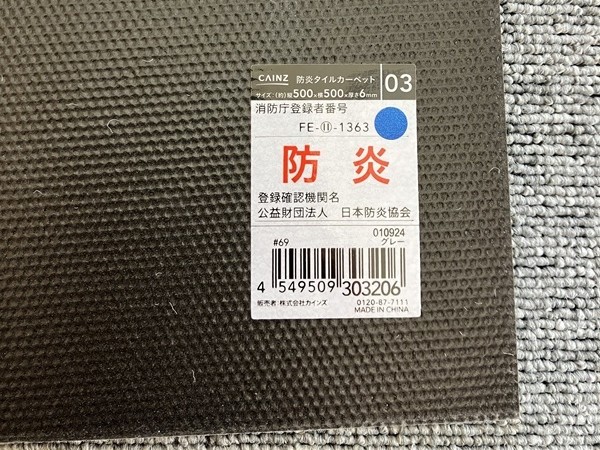 CAINZ 防炎タイルカーペット 03
サイズ:(約)縦500×横500×厚さ6mm
消防庁登録者番号
FE-⑪-1363
防炎
登録確認機関名
公益財団法人 日本防炎協会
010924
#69 グレー
4 549509 303206
販売者:株式会社カインズ 0120-87-7111
MADE IN CHINA